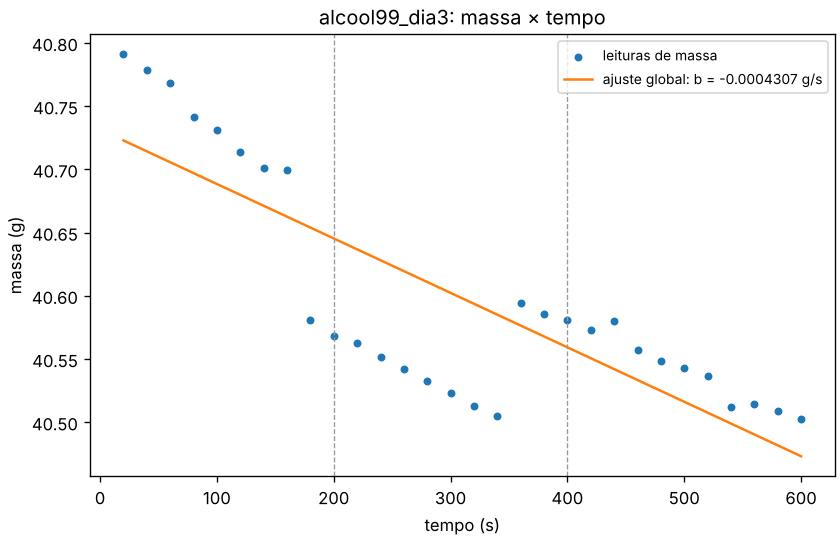 alcool99_dia3: massa × tempo
leituras de massa
ajuste global: b = -0.0004307 g/s
massa (g)
40.80
40.75
40.70
40.65
40.60
40.55
40.50
0 100 200 300 400 500 600
tempo (s)